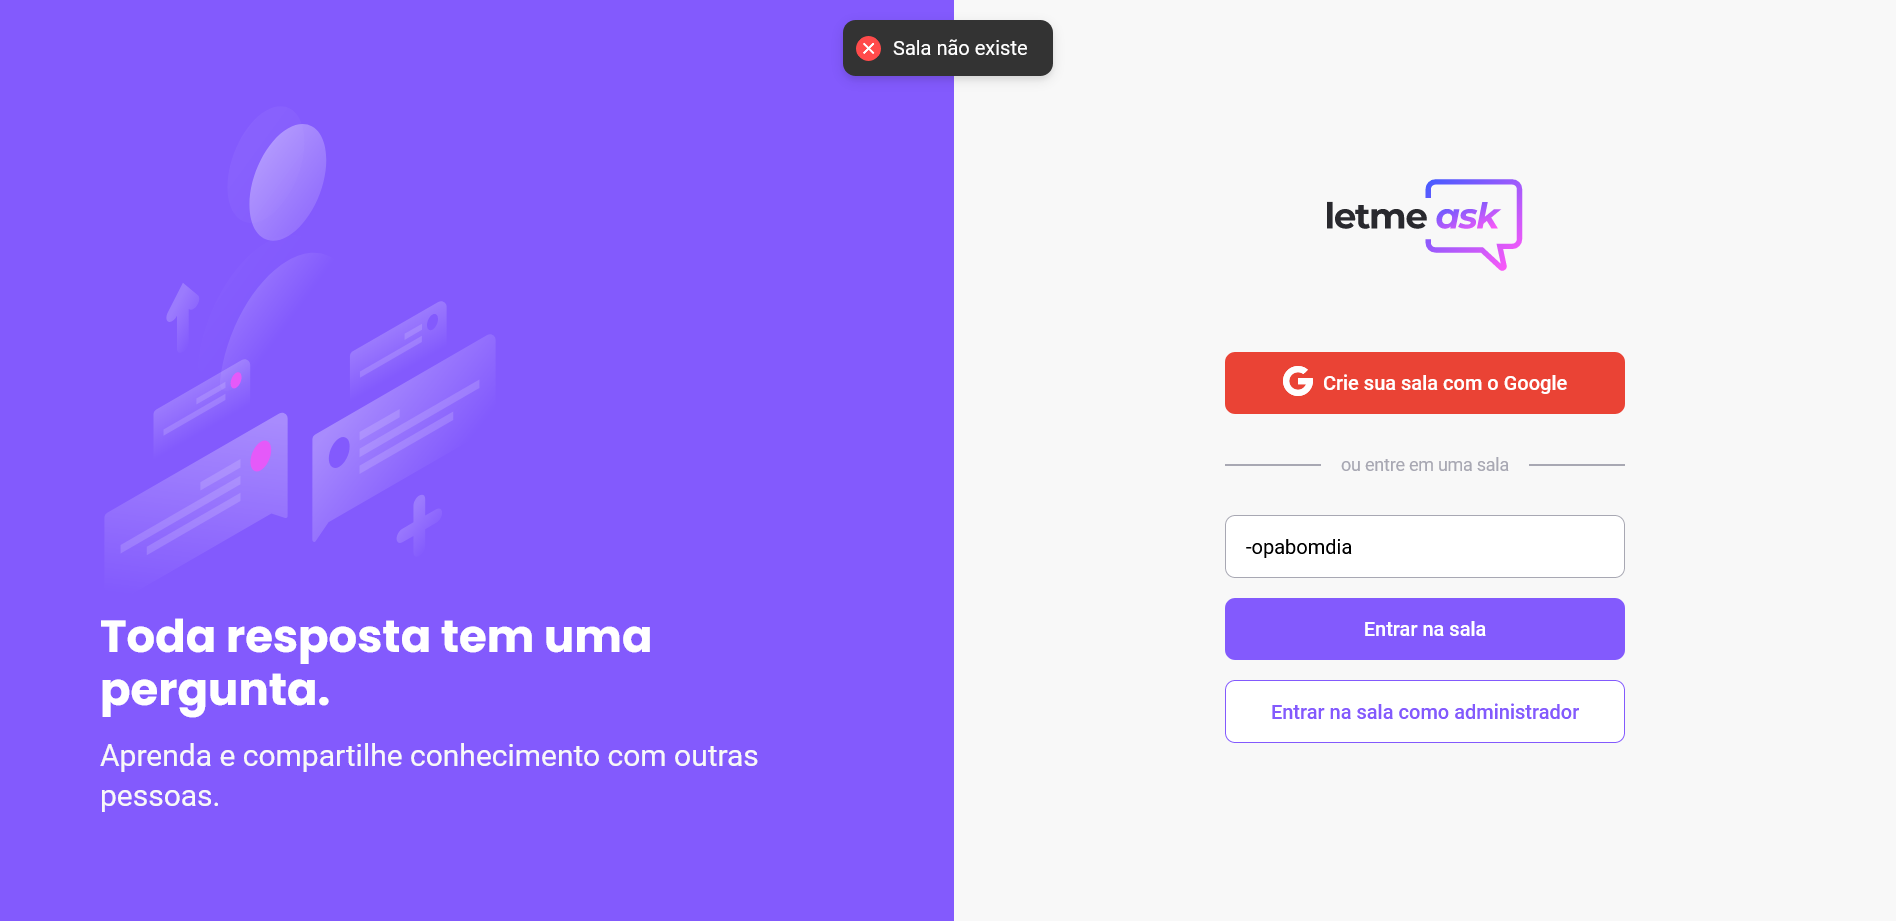 Sala não existe
letme ask
Crie sua sala com o Google
ou entre em uma sala
-opabomdia
Entrar na sala
Entrar na sala como administrador
Toda resposta tem uma
pergunta.
Aprenda e compartilhe conhecimento com outras
pessoas.